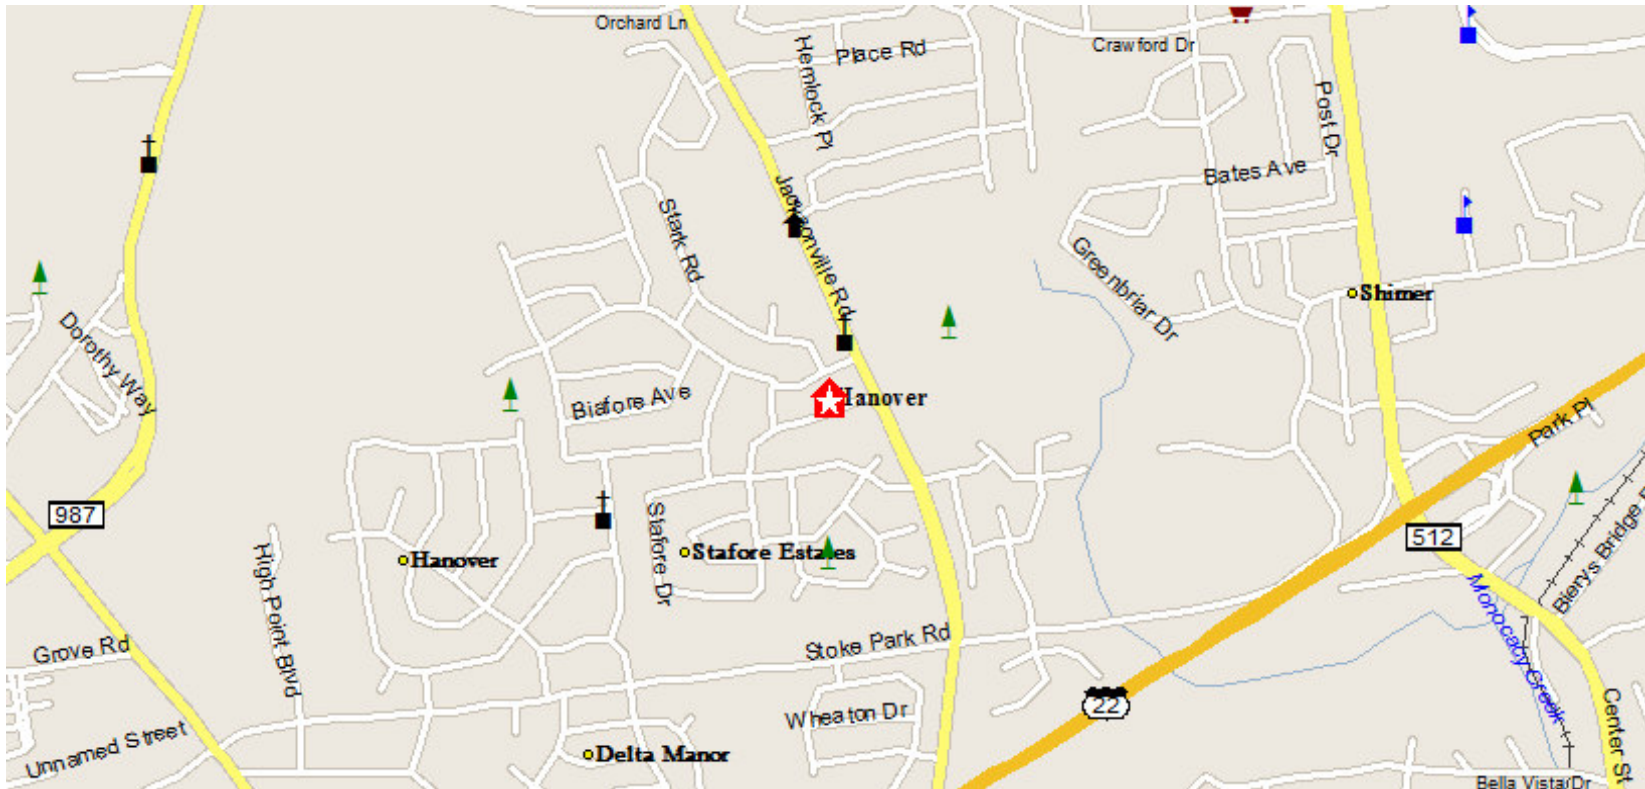 Orchard Ln
Hemlock Pl
Place Rd
Crawford Dr
Post Dr
Bates Ave
Jacksonville Rd
Stark Rd
Greenbriar Dr
Shimer
Dorothy Way
Biafore Ave
Hanover
Park Pl
987
512
Stafore Dr
Stafore Estates
Hanover
High Point Blvd
Bierys Bridge
Monocacy Creek
Grove Rd
Stoke Park Rd
22
Wheaton Dr
Center St
Unnamed Street
Delta Manor
Bella Vista Dr